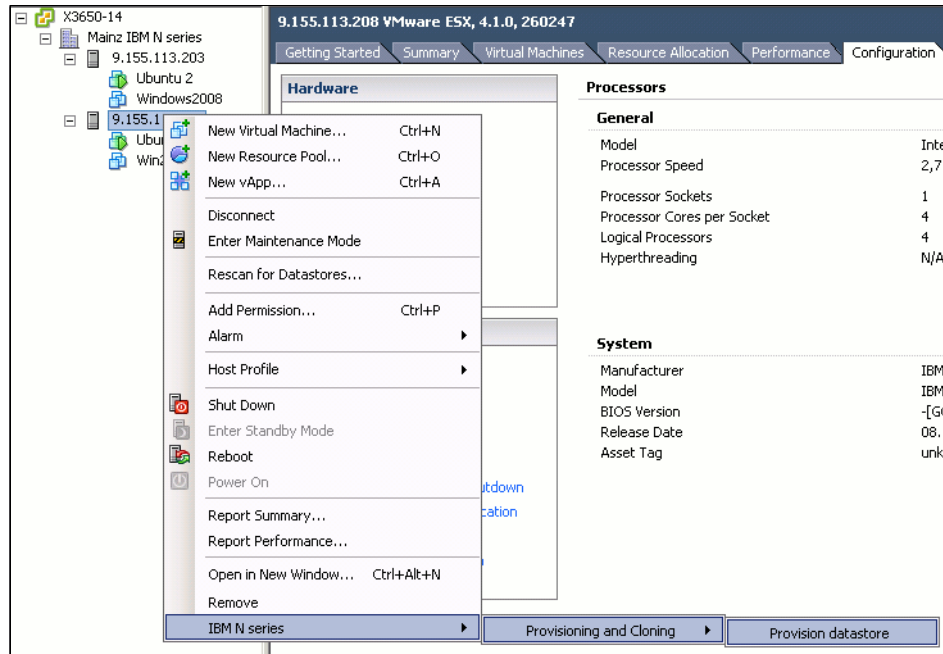 X3650-14
Mainz IBM N series
9.155.113.203
Ubuntu 2
Windows2008
9.155.1
Ubu
Win2
9.155.113.208 VMware ESX, 4.1.0, 260247
Getting Started Summary Virtual Machines Resource Allocation Performance Configuration
Hardware
Processors
General
Model Inte
Processor Speed 2,7
Processor Sockets 1
Processor Cores per Socket 4
Logical Processors 4
Hyperthreading N/A
System
Manufacturer IBM
Model IBM
BIOS Version -[G
Release Date 08.
Asset Tag unk
New Virtual Machine... Ctrl+N
New Resource Pool... Ctrl+O
New vApp... Ctrl+A
Disconnect
Enter Maintenance Mode
Rescan for Datastores...
Add Permission... Ctrl+P
Alarm
Host Profile
Shut Down
Enter Standby Mode
Reboot
Power On
Report Summary...
Report Performance...
Open in New Window... Ctrl+Alt+N
Remove
IBM N series
Provisioning and Cloning
Provision datastore
utdown
cation